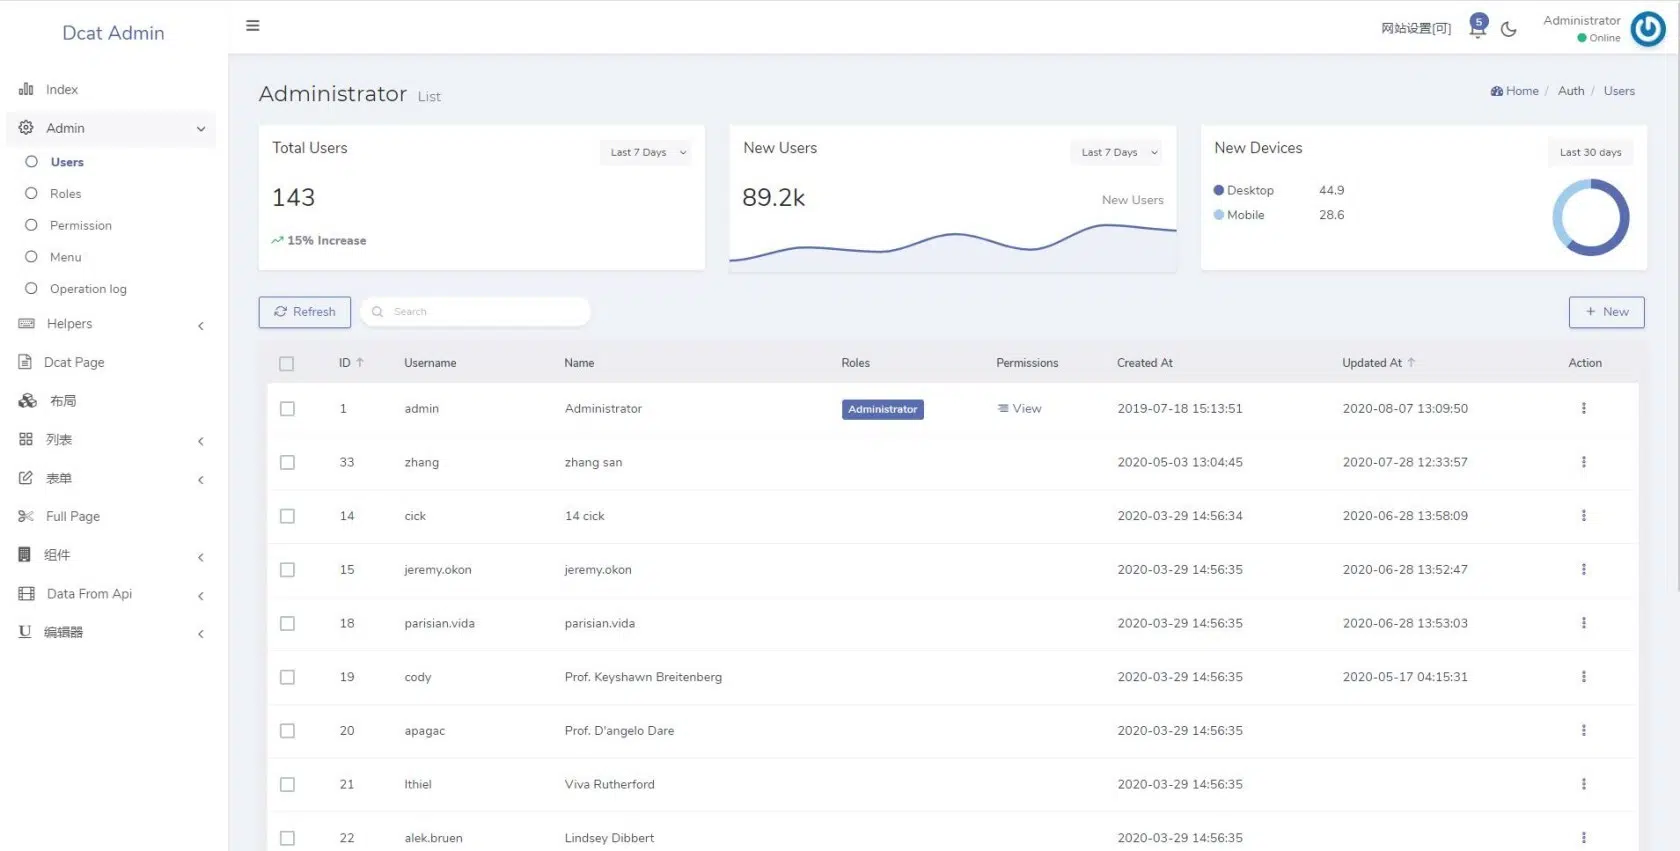 Dcat Admin
网站设置[可]
5
Administrator
Online
Index
Admin
Users
Roles
Permission
Menu
Operation log
Helpers
Dcat Page
布局
列表
表单
Full Page
组件
Data From Api
编辑器
Administrator List
Home / Auth / Users
Total Users
Last 7 Days
143
15% Increase
New Users
Last 7 Days
89.2k
New Users
New Devices
Last 30 days
Desktop 44.9
Mobile 28.6
Refresh
Search
+ New
ID Username Name Roles Permissions Created At Updated At Action
1 admin Administrator Administrator View 2019-07-18 15:13:51 2020-08-07 13:09:50
33 zhang zhang san 2020-05-03 13:04:45 2020-07-28 12:33:57
14 cick 14 cick 2020-03-29 14:56:34 2020-06-28 13:58:09
15 jeremy.okon jeremy.okon 2020-03-29 14:56:35 2020-06-28 13:52:47
18 parisian.vida parisian.vida 2020-03-29 14:56:35 2020-06-28 13:53:03
19 cody Prof. Keyshawn Breitenberg 2020-03-29 14:56:35 2020-05-17 04:15:31
20 apagac Prof. D'angelo Dare 2020-03-29 14:56:35
21 lthiel Viva Rutherford 2020-03-29 14:56:35
22 alek.bruen Lindsey Dibbert 2020-03-29 14:56:35